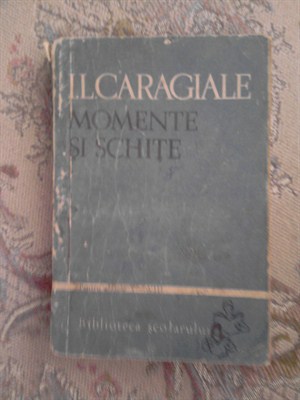 I.L.CARAGIALE
MOMENTE
ȘI SCHIȚE
Biblioteca școlarului